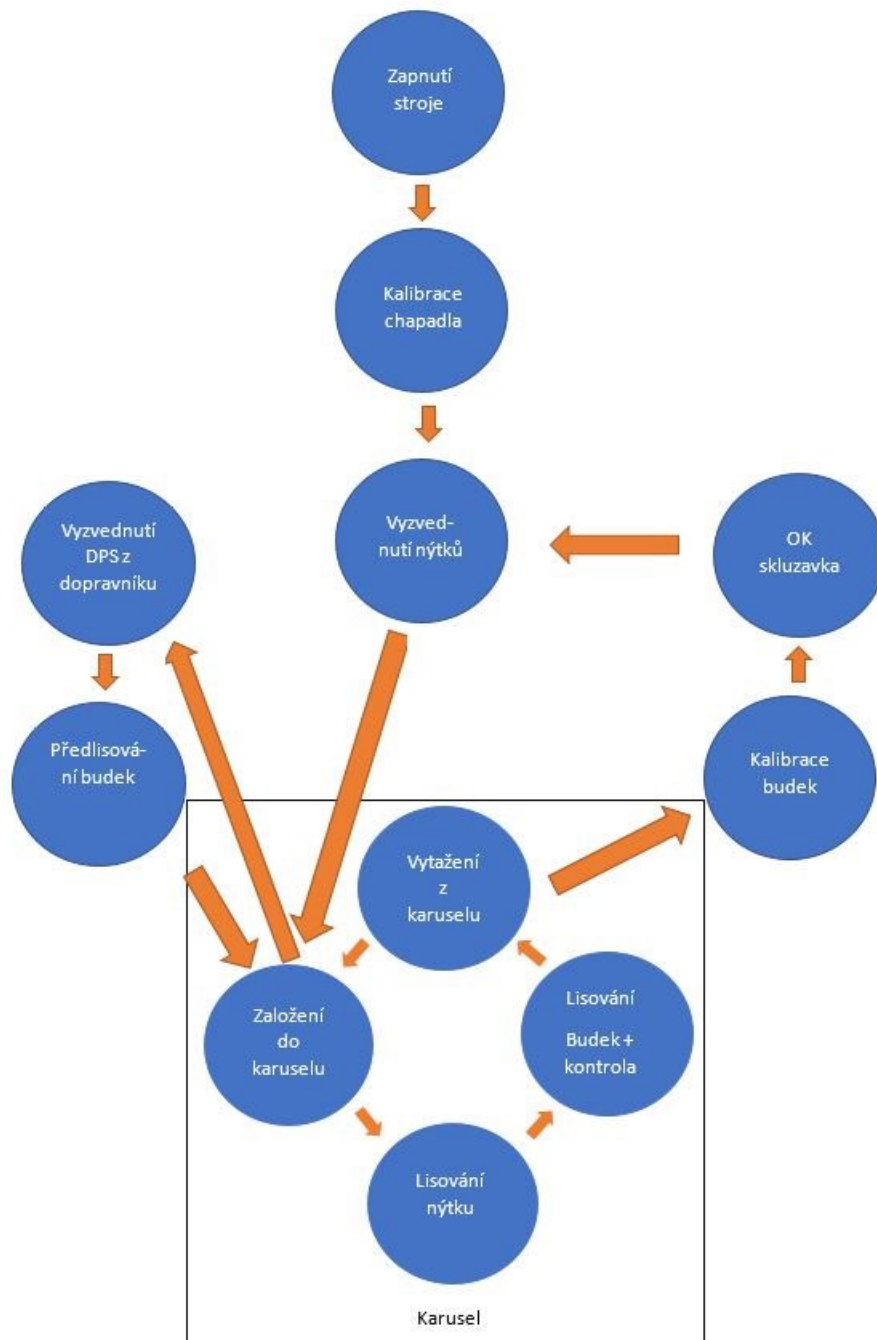 Zapnutí
stroje
Kalibrace
chapadla
Vyzved-
nutí nýtků
Vyzvednutí
DPS z
dopravníku
OK
skluzavka
Předlisová-
ní budek
Kalibrace
budek
Vytažení
z
karuselu
Založení
do
karuselu
Lisování
Budek +
kontrola
Lisování
nýtku
Karusel